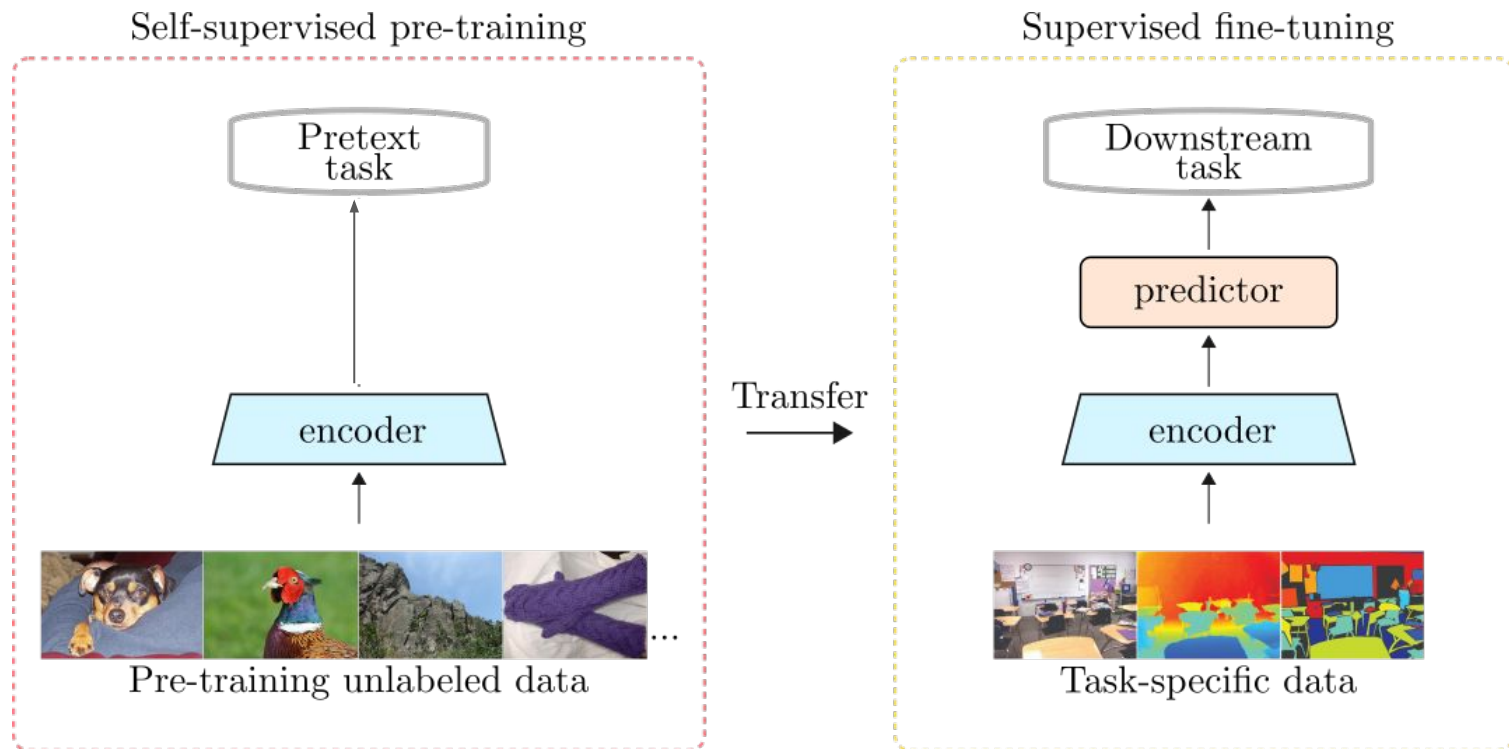 Self-supervised pre-training
Supervised fine-tuning
Pretext
task
Downstream
task
predictor
Transfer
encoder
encoder
...
Pre-training unlabeled data
Task-specific data